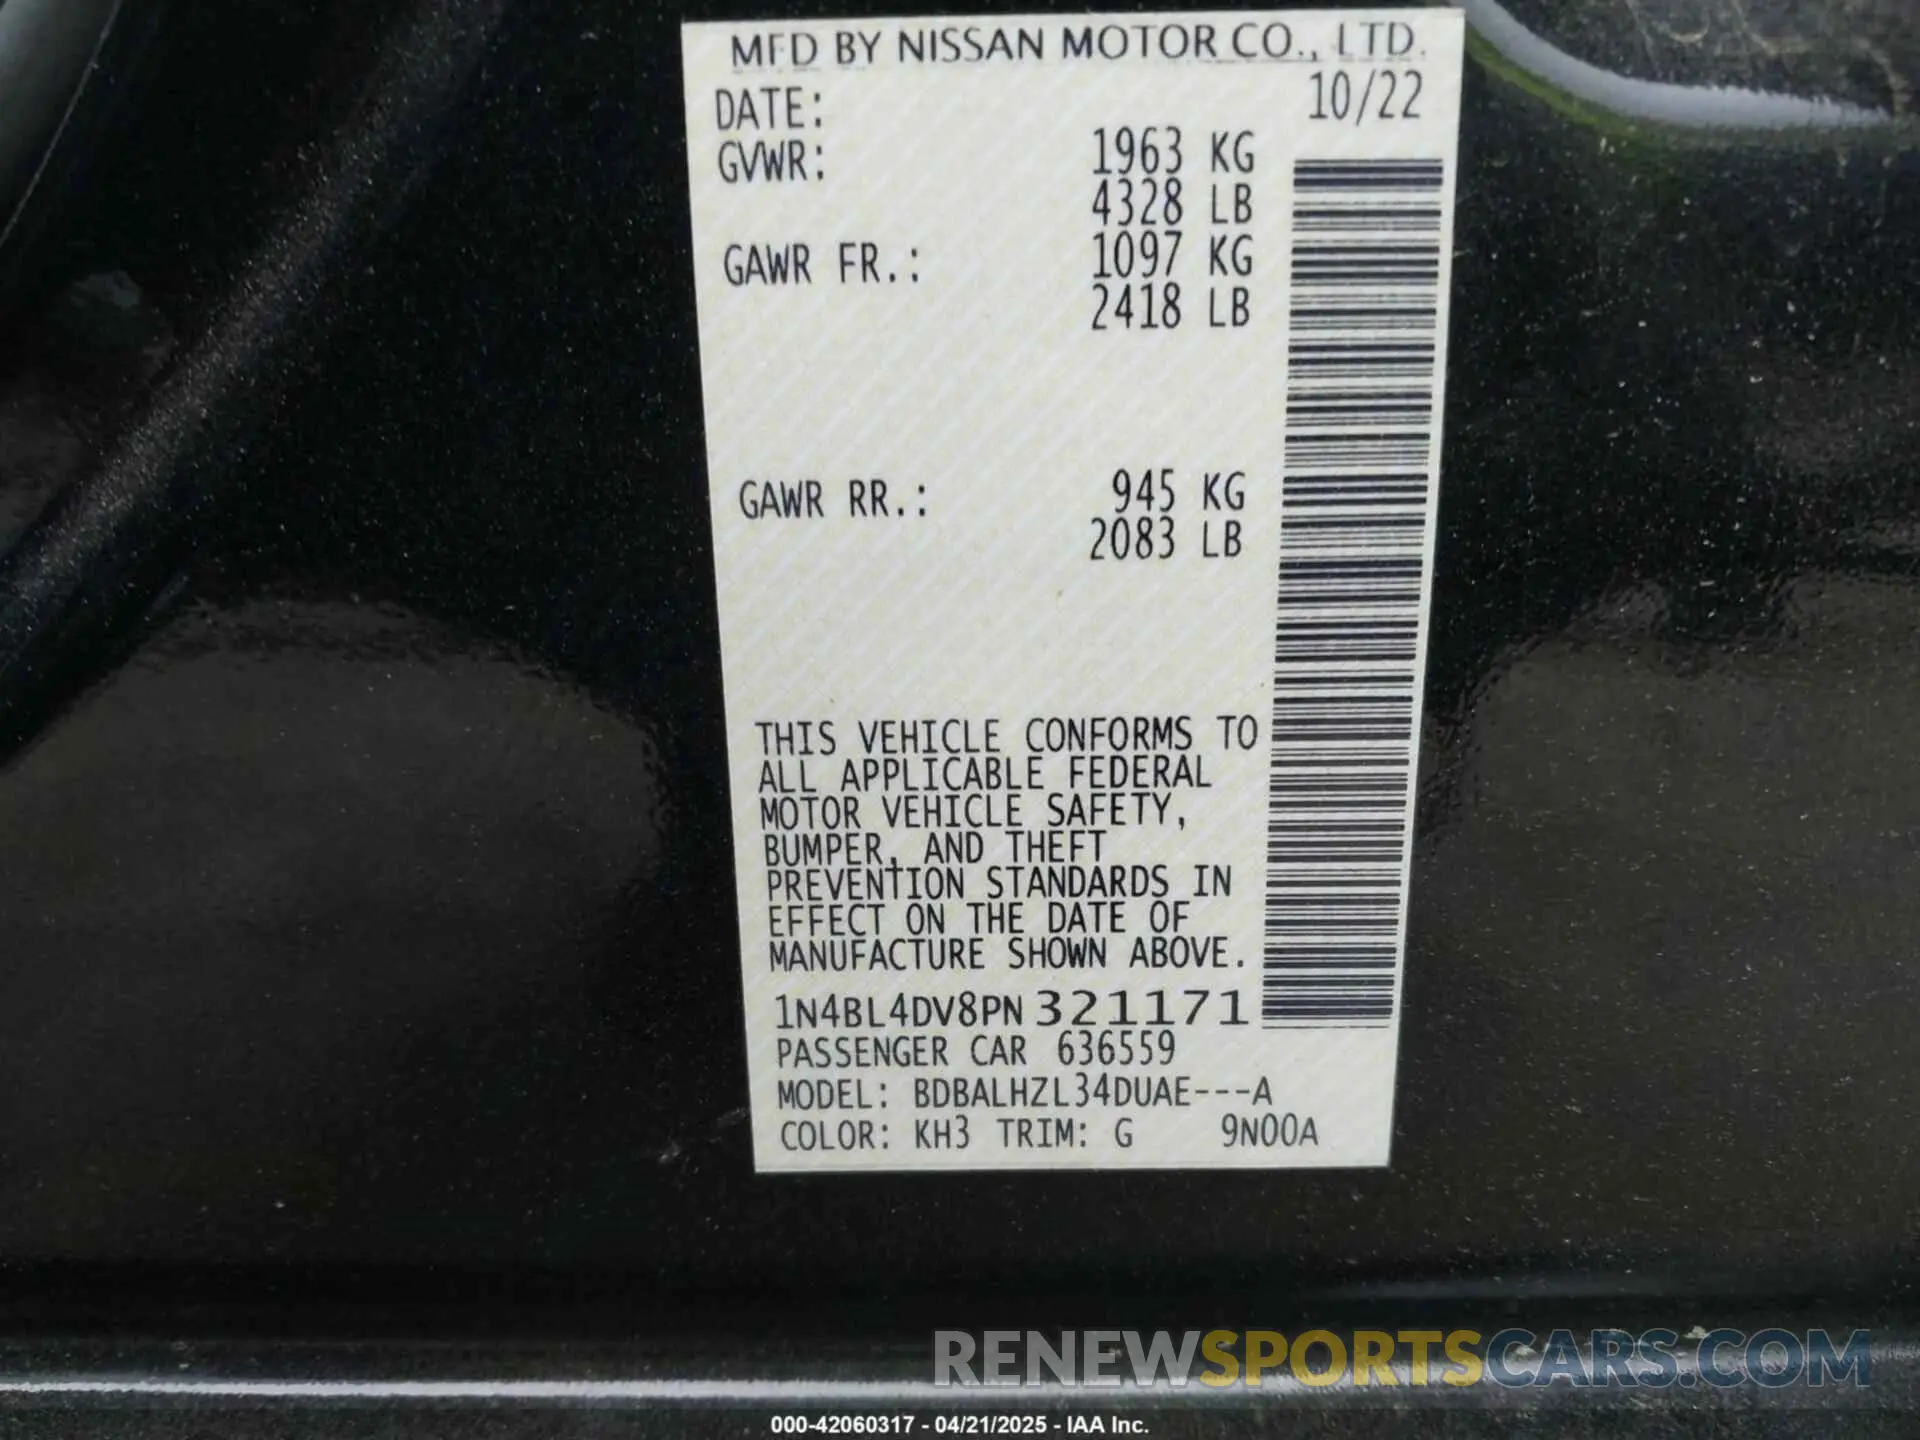 MFD BY NISSAN MOTOR CO., LTD.
DATE: 10/22
GVWR: 1963 KG
4328 LB
GAWR FR.: 1097 KG
2418 LB
GAWR RR.: 945 KG
2083 LB
THIS VEHICLE CONFORMS TO
ALL APPLICABLE FEDERAL
MOTOR VEHICLE SAFETY,
BUMPER, AND THEFT
PREVENTION STANDARDS IN
EFFECT ON THE DATE OF
MANUFACTURE SHOWN ABOVE.
1N4BL4DV8PN321171
PASSENGER CAR 636559
MODEL: BDBALHZL34DUAE---A
COLOR: KH3 TRIM: G 9N00A
RENEWSPORTSCARS.COM
000-42060317 - 04/21/2025 - IAA Inc.